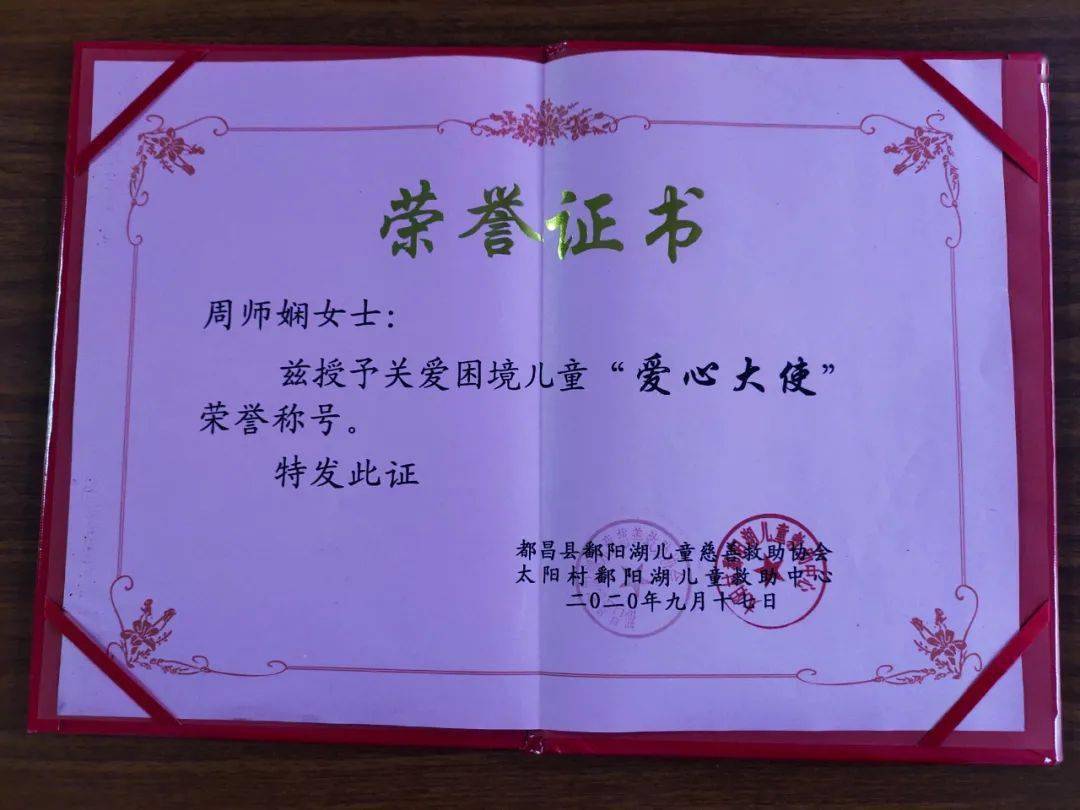 荣誉证书
周师娴女士：
兹授予关爱困境儿童“爱心大使”
荣誉称号。
特发此证
都昌县鄱阳湖儿童慈善救助协会
太阳村鄱阳湖儿童救助中心
二〇二〇年九月十七日